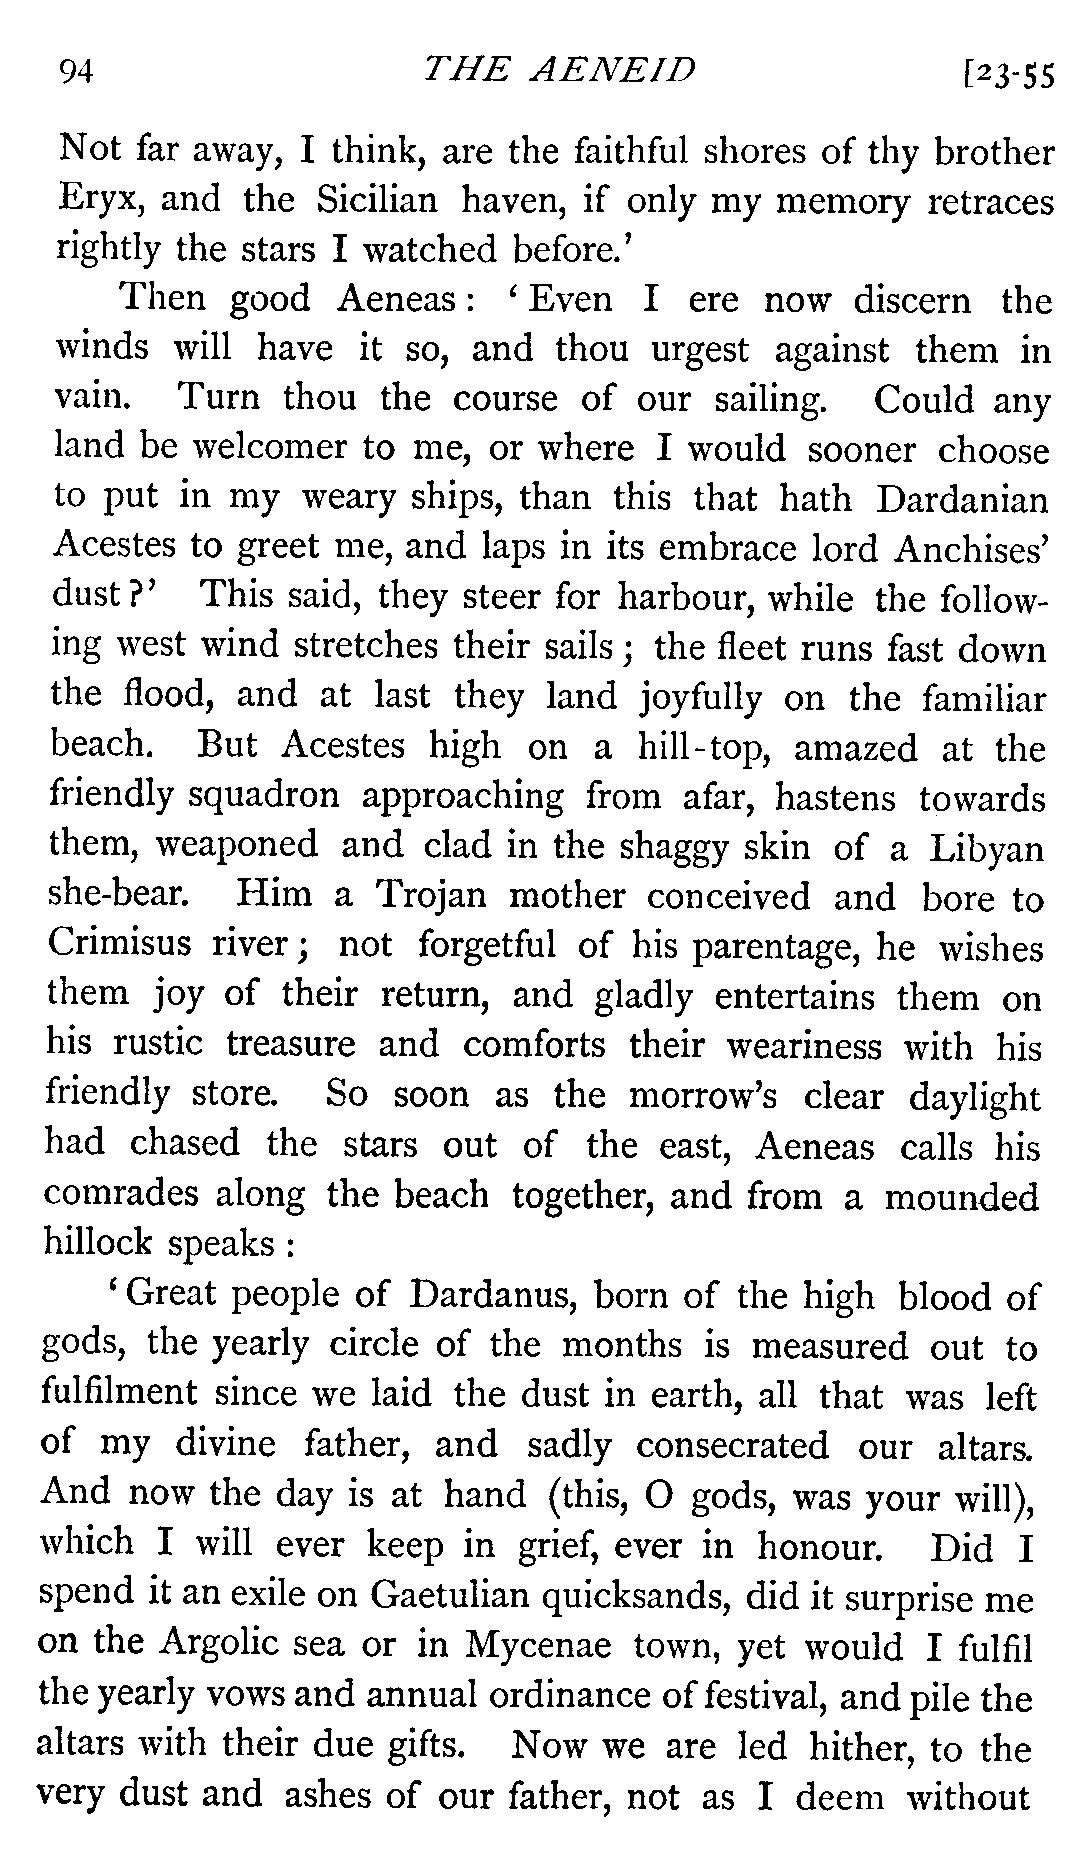 94 THE AENEID [23-55
Not far away, I think, are the faithful shores of thy brother
Eryx, and the Sicilian haven, if only my memory retraces
rightly the stars I watched before.’
Then good Aeneas : ‘ Even I ere now discern the
winds will have it so, and thou urgest against them in
vain. Turn thou the course of our sailing. Could any
land be welcomer to me, or where I would sooner choose
to put in my weary ships, than this that hath Dardanian
Acestes to greet me, and laps in its embrace lord Anchises’
dust ?’ This said, they steer for harbour, while the follow-
ing west wind stretches their sails ; the fleet runs fast down
the flood, and at last they land joyfully on the familiar
beach. But Acestes high on a hill-top, amazed at the
friendly squadron approaching from afar, hastens towards
them, weaponed and clad in the shaggy skin of a Libyan
she-bear. Him a Trojan mother conceived and bore to
Crimisus river ; not forgetful of his parentage, he wishes
them joy of their return, and gladly entertains them on
his rustic treasure and comforts their weariness with his
friendly store. So soon as the morrow’s clear daylight
had chased the stars out of the east, Aeneas calls his
comrades along the beach together, and from a mounded
hillock speaks :
‘ Great people of Dardanus, born of the high blood of
gods, the yearly circle of the months is measured out to
fulfilment since we laid the dust in earth, all that was left
of my divine father, and sadly consecrated our altars.
And now the day is at hand (this, O gods, was your will),
which I will ever keep in grief, ever in honour. Did I
spend it an exile on Gaetulian quicksands, did it surprise me
on the Argolic sea or in Mycenae town, yet would I fulfil
the yearly vows and annual ordinance of festival, and pile the
altars with their due gifts. Now we are led hither, to the
very dust and ashes of our father, not as I deem without